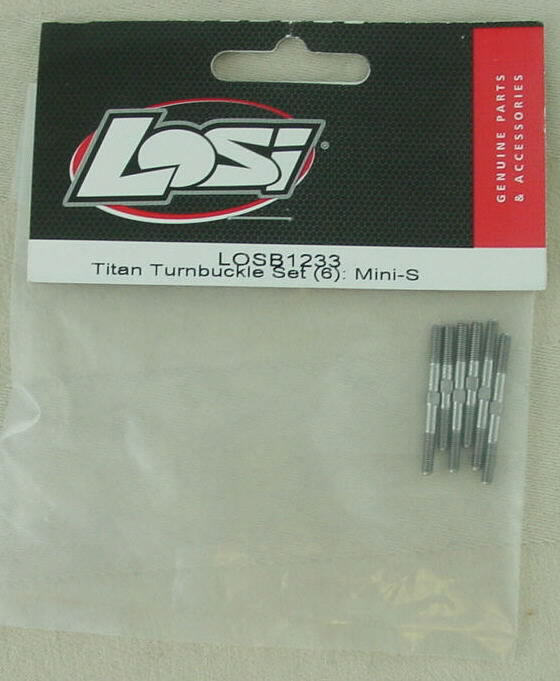 LOSi®
GENUINE PARTS
& ACCESSORIES
LOSB1233
Titan Turnbuckle Set (6): Mini-S